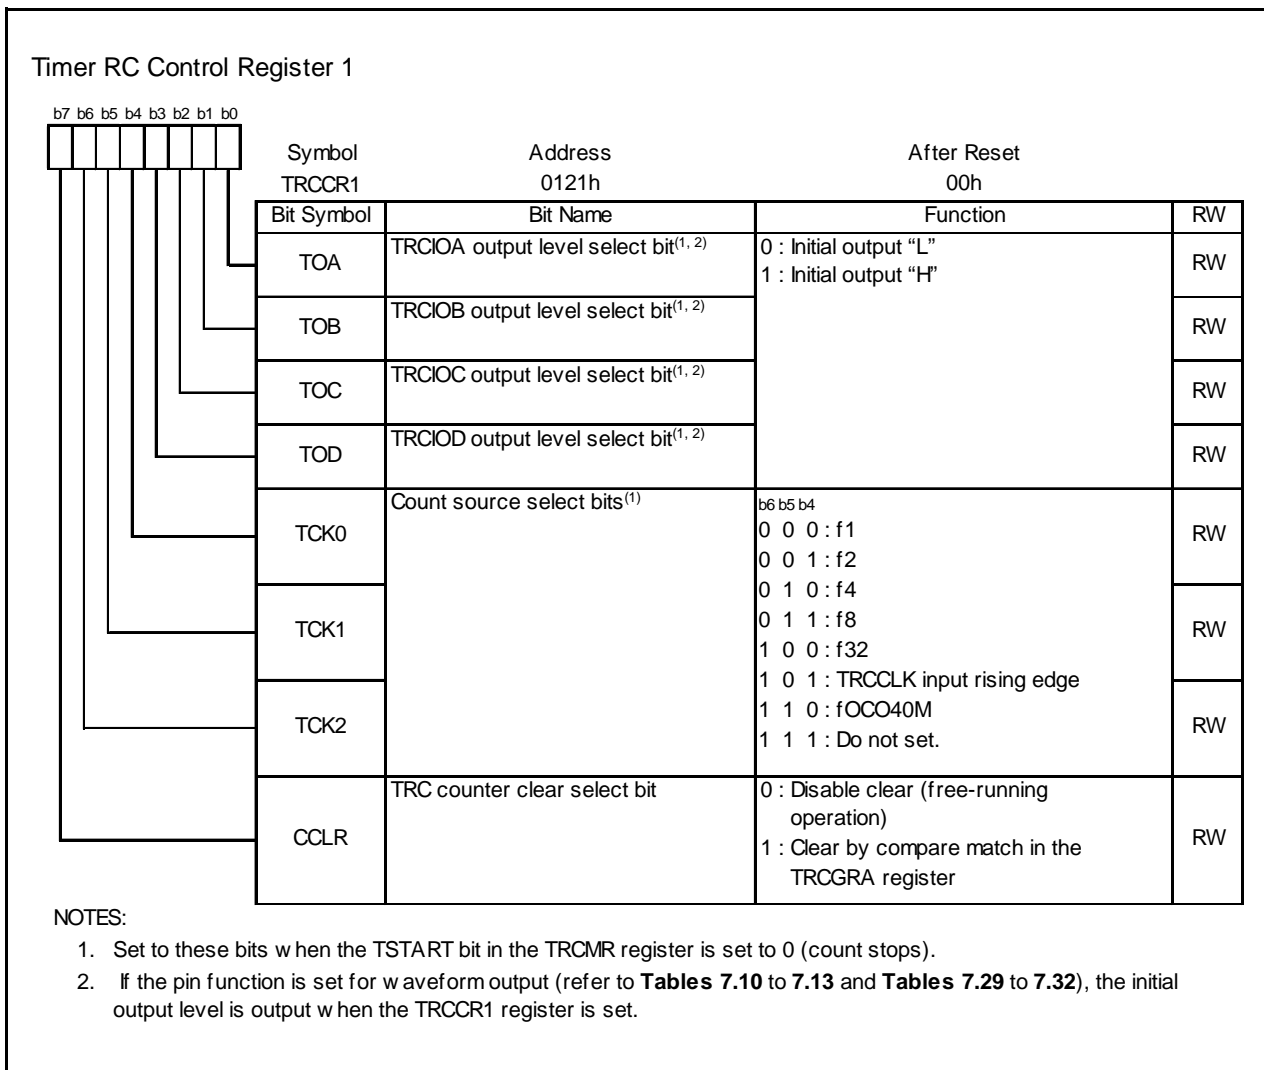 Timer RC Control Register 1
b7 b6 b5 b4 b3 b2 b1 b0
Symbol Address After Reset
TRCCR1 0121h 00h
Bit Symbol Bit Name Function RW
TOA TRCIOA output level select bit(1, 2) 0 : Initial output “L” RW
1 : Initial output “H”
TOB TRCIOB output level select bit(1, 2) RW
TOC TRCIOC output level select bit(1, 2) RW
TOD TRCIOD output level select bit(1, 2) RW
TCK0 Count source select bits(1) b6 b5 b4 RW
0 0 0 : f1
0 0 1 : f2
0 1 0 : f4
TCK1 0 1 1 : f8 RW
1 0 0 : f32
1 0 1 : TRCCLK input rising edge
TCK2 1 1 0 : fOCO40M RW
1 1 1 : Do not set.
CCLR TRC counter clear select bit 0 : Disable clear (free-running RW
operation)
1 : Clear by compare match in the
TRCGRA register
NOTES:
1. Set to these bits when the TSTART bit in the TRCMR register is set to 0 (count stops).
2. If the pin function is set for waveform output (refer to Tables 7.10 to 7.13 and Tables 7.29 to 7.32), the initial
output level is output when the TRCCR1 register is set.